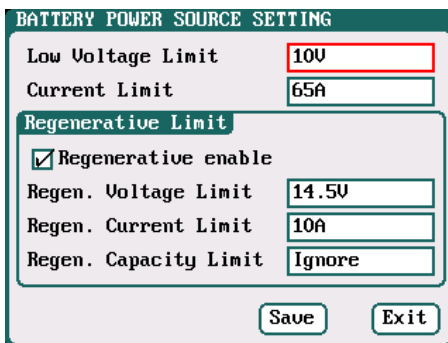 BATTERY POWER SOURCE SETTING
Low Voltage Limit 10V
Current Limit 65A
Regenerative Limit
Regenerative enable
Regen. Voltage Limit 14.5V
Regen. Current Limit 10A
Regen. Capacity Limit Ignore
Save Exit